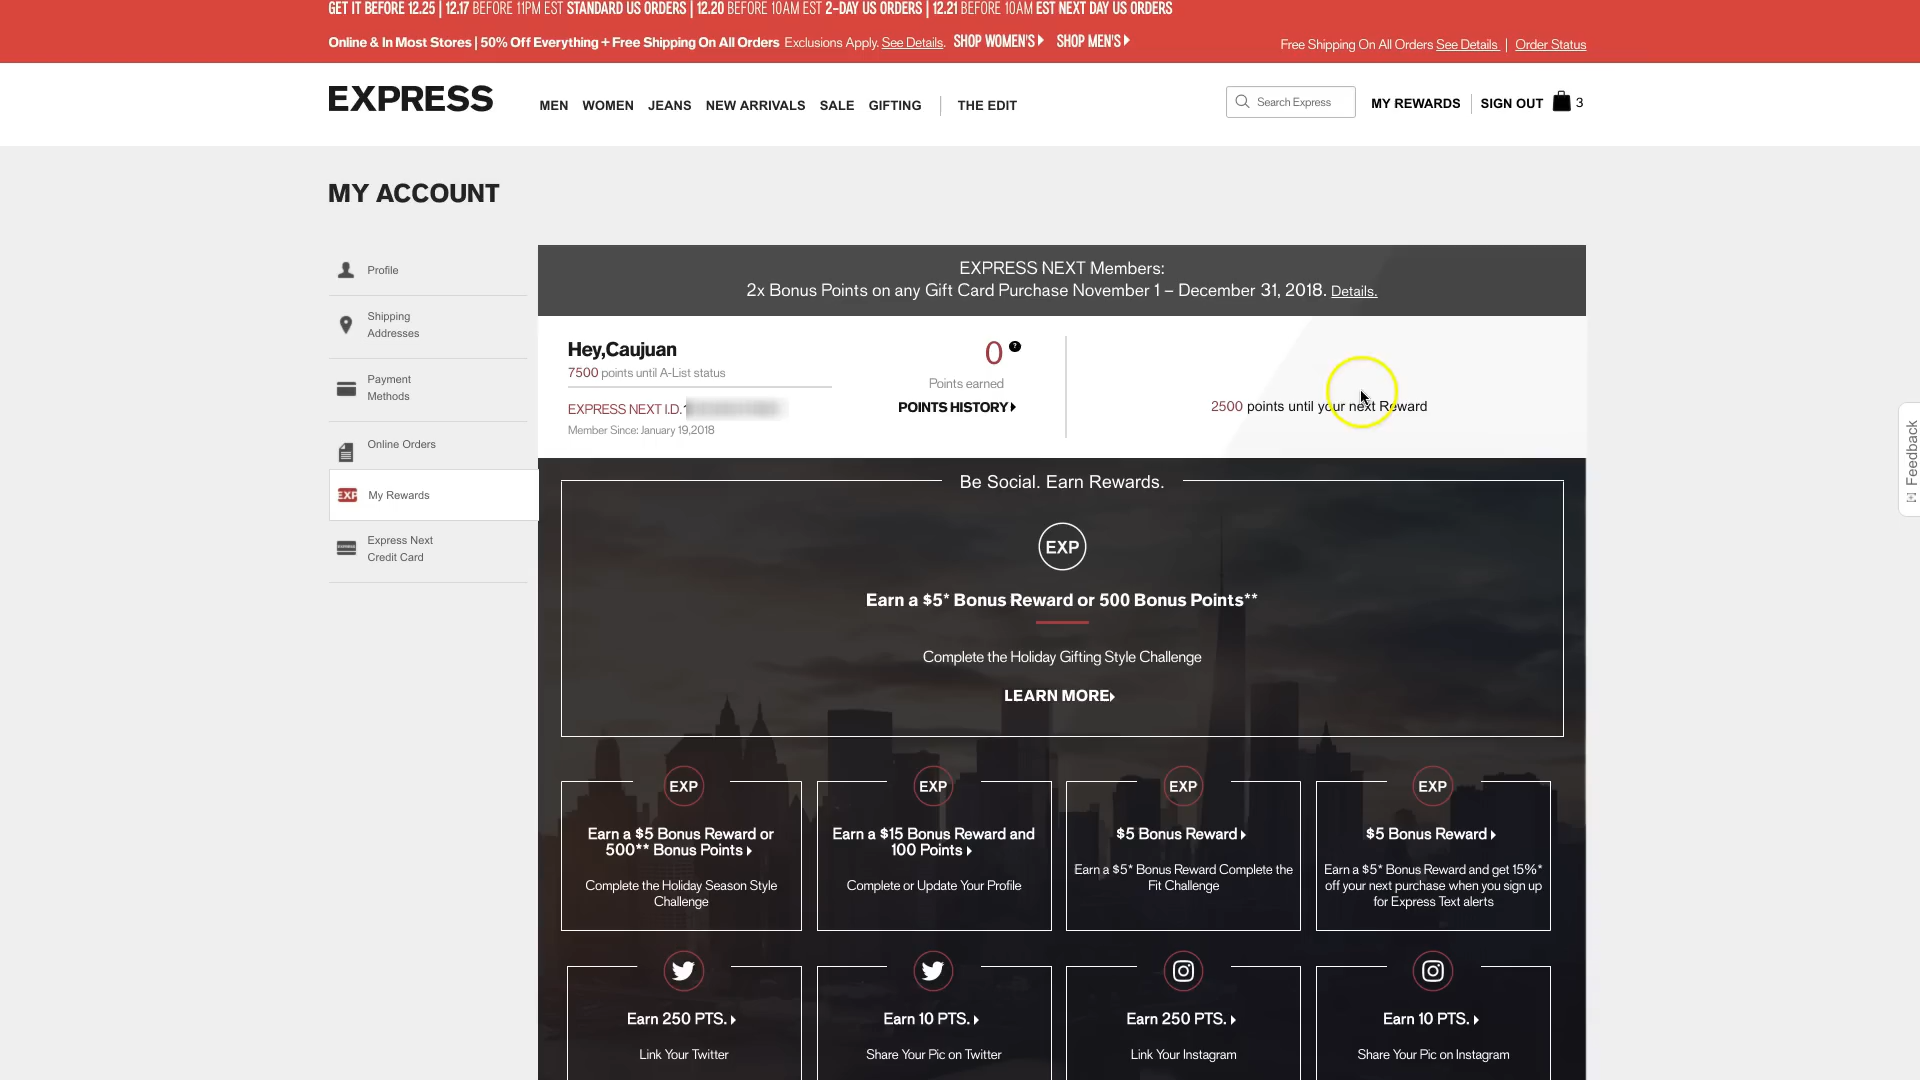 GET IT BEFORE 12.25 | 12.17 BEFORE 11PM EST STANDARD US ORDERS | 12.20 BEFORE 10AM EST 2-DAY US ORDERS | 12.21 BEFORE 10AM EST NEXT DAY US ORDERS
Online & In Most Stores | 50% Off Everything + Free Shipping On All Orders Exclusions Apply. See Details. SHOP WOMEN'S SHOP MEN'S
Free Shipping On All Orders See Details | Order Status
EXPRESS
MEN WOMEN JEANS NEW ARRIVALS SALE GIFTING THE EDIT
Search Express
MY REWARDS SIGN OUT 3
MY ACCOUNT
Profile
Shipping
Addresses
Payment
Methods
Online Orders
EXP My Rewards
Express Next
Credit Card
EXPRESS NEXT Members:
2x Bonus Points on any Gift Card Purchase November 1 – December 31, 2018. Details.
Hey,Caujuan
7500 points until A-List status
EXPRESS NEXT I.D.
Member Since: January 19,2018
0 ?
Points earned
POINTS HISTORY
2500 points until your next Reward
Be Social. Earn Rewards.
EXP
Earn a $5* Bonus Reward or 500 Bonus Points**
Complete the Holiday Gifting Style Challenge
LEARN MORE
EXP
Earn a $5 Bonus Reward or
500** Bonus Points
Complete the Holiday Season Style
Challenge
EXP
Earn a $15 Bonus Reward and
100 Points
Complete or Update Your Profile
EXP
$5 Bonus Reward
Earn a $5* Bonus Reward Complete the
Fit Challenge
EXP
$5 Bonus Reward
Earn a $5* Bonus Reward and get 15%*
off your next purchase when you sign up
for Express Text alerts
Earn 250 PTS.
Link Your Twitter
Earn 10 PTS.
Share Your Pic on Twitter
Earn 250 PTS.
Link Your Instagram
Earn 10 PTS.
Share Your Pic on Instagram
Feedback